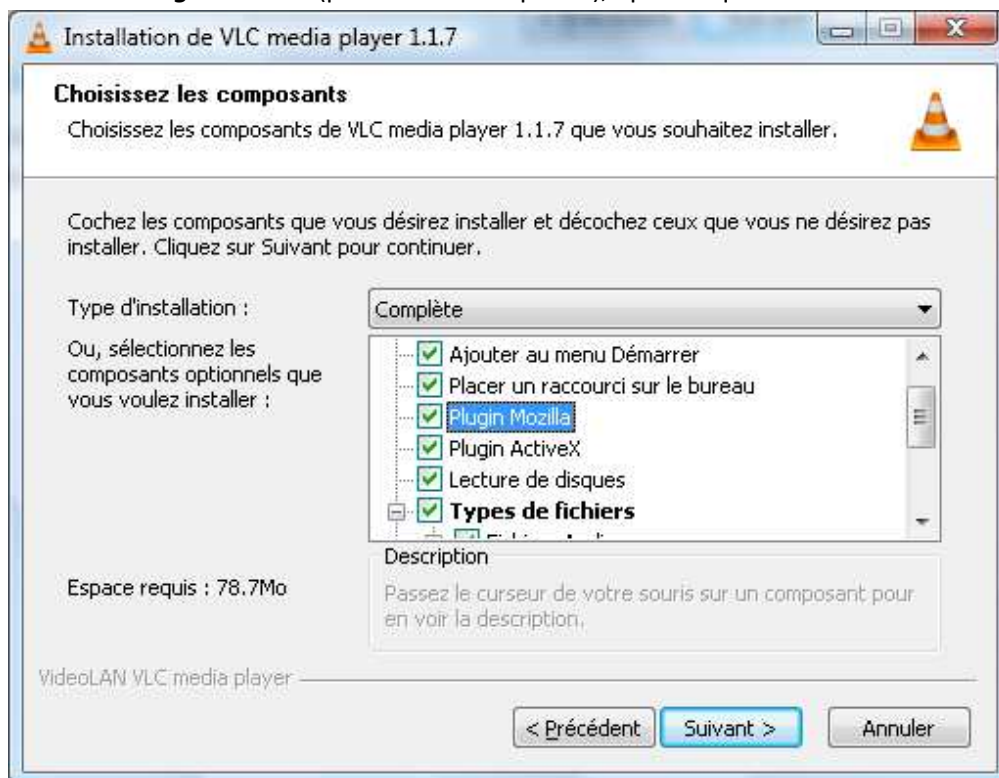 Installation de VLC media player 1.1.7
Choisissez les composants
Choisissez les composants de VLC media player 1.1.7 que vous souhaitez installer.
Cochez les composants que vous désirez installer et décochez ceux que vous ne désirez pas
installer. Cliquez sur Suivant pour continuer.
Type d'installation :
Complète
Ou, sélectionnez les
composants optionnels que
vous voulez installer :
Ajouter au menu Démarrer
Placer un raccourci sur le bureau
Plugin Mozilla
Plugin ActiveX
Lecture de disques
Types de fichiers
Espace requis : 78.7Mo
Description
Passez le curseur de votre souris sur un composant pour
en voir la description.
VideoLAN VLC media player
< Précédent
Suivant >
Annuler